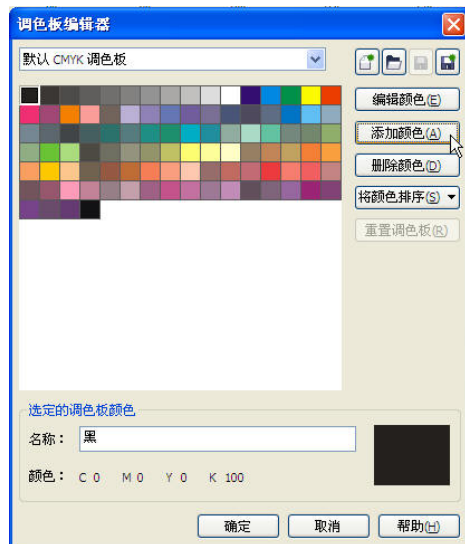 调色板编辑器
默认 CMYK 调色板
编辑颜色(E)
添加颜色(A)
删除颜色(D)
将颜色排序(S)
重置调色板(R)
选定的调色板颜色
名称： 黑
颜色： C 0 M 0 Y 0 K 100
确定 取消 帮助(H)